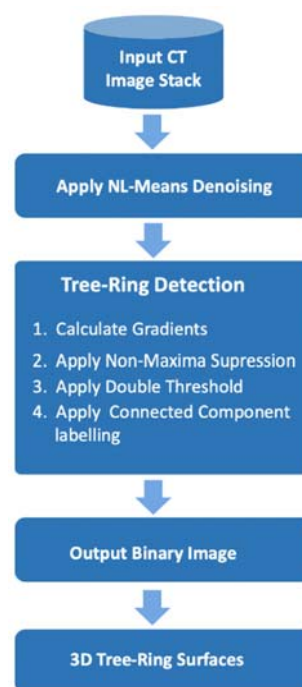 Input CT
Image Stack
Apply NL-Means Denoising
Tree-Ring Detection
1. Calculate Gradients
2. Apply Non-Maxima Supression
3. Apply Double Threshold
4. Apply Connected Component
labelling
Output Binary Image
3D Tree-Ring Surfaces